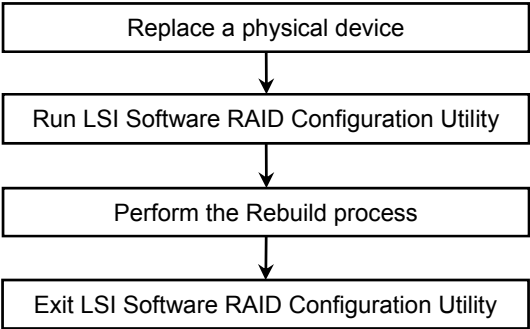 Replace a physical device
Run LSI Software RAID Configuration Utility
Perform the Rebuild process
Exit LSI Software RAID Configuration Utility